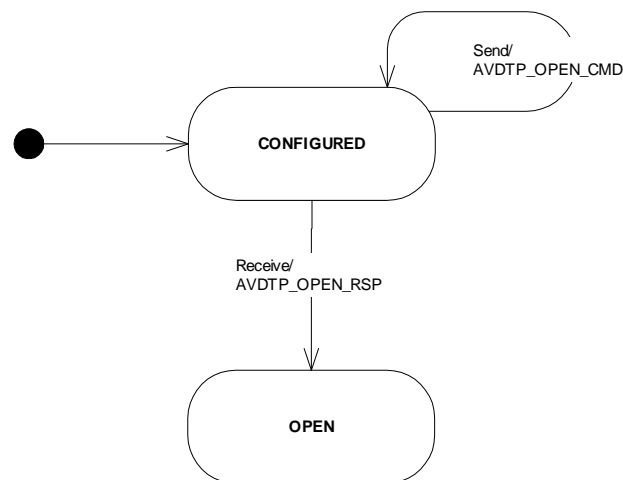 Send/
AVDTP_OPEN_CMD
CONFIGURED
Receive/
AVDTP_OPEN_RSP
OPEN